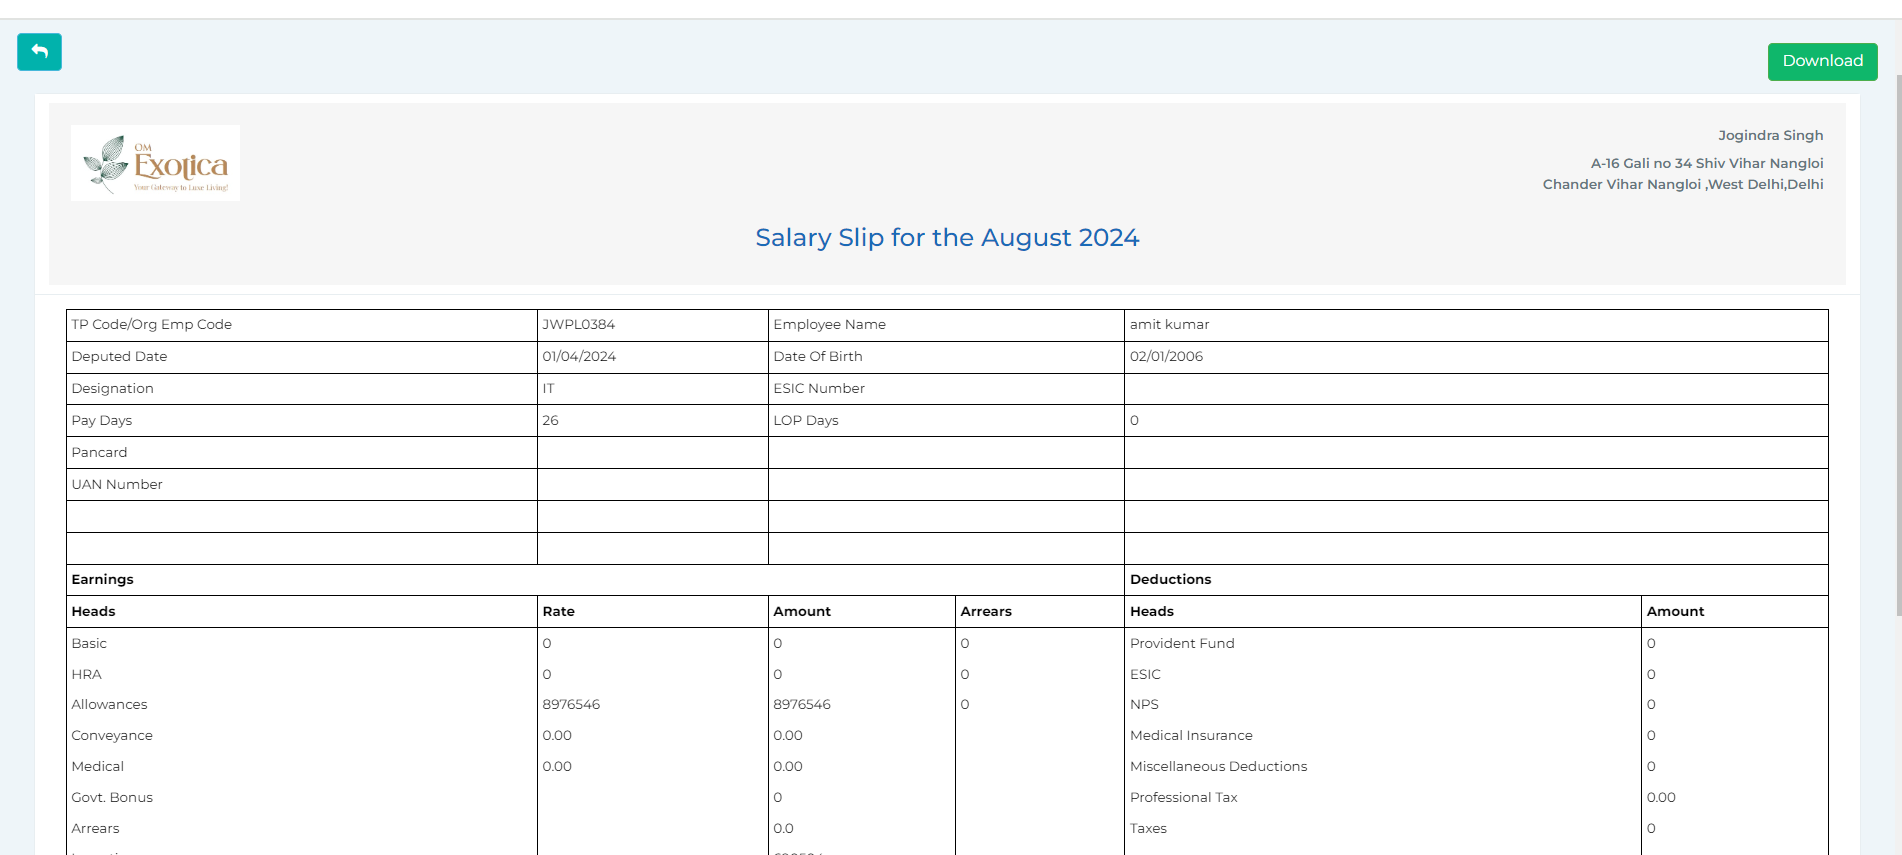 Download
OM
Exotica
Your Gateway to Luxe Living!
Jogindra Singh
A-16 Gali no 34 Shiv Vihar Nangloi
Chander Vihar Nangloi ,West Delhi,Delhi
Salary Slip for the August 2024
TP Code/Org Emp Code JWPL0384 Employee Name amit kumar
Deputed Date 01/04/2024 Date Of Birth 02/01/2006
Designation IT ESIC Number
Pay Days 26 LOP Days 0
Pancard
UAN Number
Earnings Deductions
Heads Rate Amount Arrears Heads Amount
Basic 0 0 0 Provident Fund 0
HRA 0 0 0 ESIC 0
Allowances 8976546 8976546 0 NPS 0
Conveyance 0.00 0.00 Medical Insurance 0
Medical 0.00 0.00 Miscellaneous Deductions 0
Govt. Bonus 0 Professional Tax 0.00
Arrears 0.0 Taxes 0